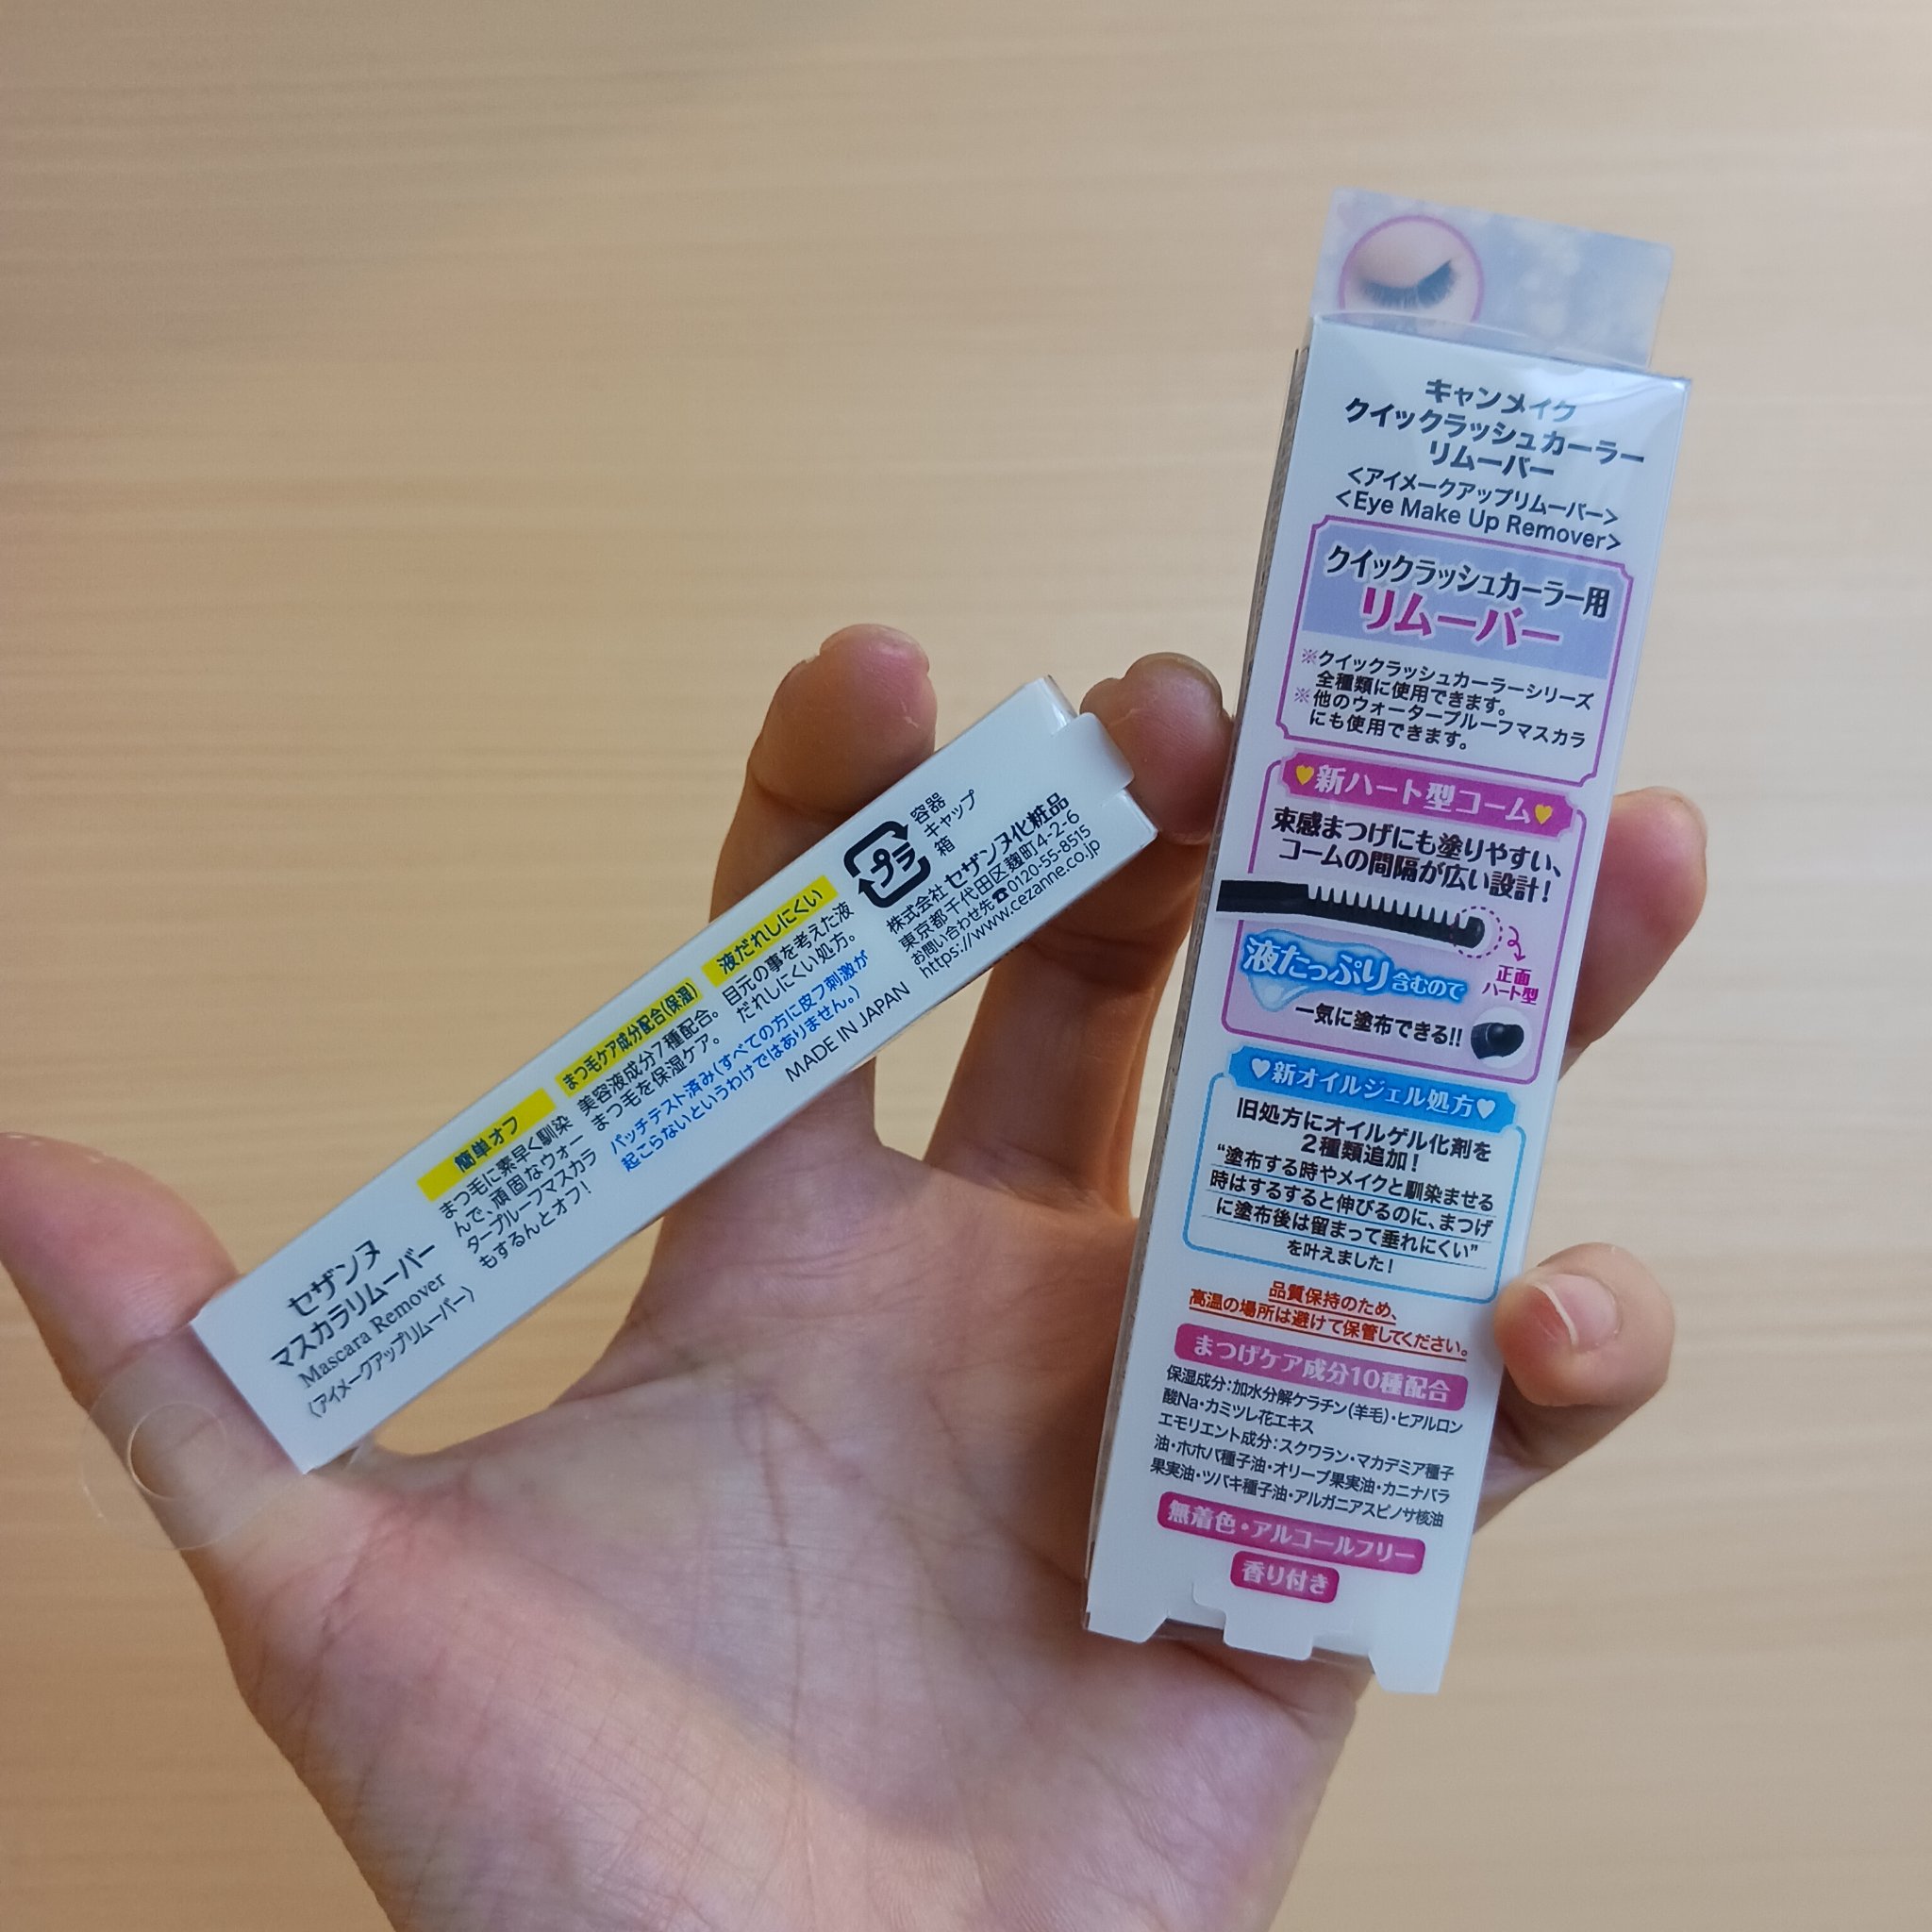 セザンヌ
マスカラリムーバー
Mascara Remover
〈アイメークアップリムーバー〉
簡単オフ
まつ毛に素早く馴染
んで、頑固なウォー
タープルーフマスカラ
もするんとオフ!
まつ毛ケア成分配合(保湿)
美容液成分7種配合。
まつ毛を保湿ケア。
液だれしにくい
目元の事を考えた液
だれしにくい処方。
パッチテスト済み(すべての方に皮フ刺激が
起こらないというわけではありません。)
MADE IN JAPAN
プラ
容器
キャップ
箱
株式会社 セザンヌ化粧品
東京都千代田区麹町4-2-6
お問い合わせ先☎0120-55-8515
https://www.cezanne.co.jp
キャンメイク
クイックラッシュカーラー
リムーバー
<アイメークアップリムーバー>
<Eye Make Up Remover>
クイックラッシュカーラー用
リムーバー
※クイックラッシュカーラーシリーズ
全種類に使用できます。
※他のウォータープルーフマスカラ
にも使用できます。
♥新ハート型コーム♥
束感まつげにも塗りやすい、
コームの間隔が広い設計!
液たっぷり含むので
一気に塗布できる!!
正面
ハート型
♥新オイルジェル処方♥
旧処方にオイルゲル化剤を
2種類追加!
“塗布する時やメイクと馴染ませる
時はするすると伸びるのに、まつげ
に塗布後は留まって垂れにくい”
を叶えました!
品質保持のため、
高温の場所は避けて保管してください。
まつげケア成分10種配合
保湿成分:加水分解ケラチン(羊毛)・ヒアルロン
酸Na・カミツレ花エキス
エモリエント成分:スクワラン・マカデミア種子
油・ホホバ種子油・オリーブ果実油・カニナバラ
果実油・ツバキ種子油・アルガニアスピノサ核油
無着色・アルコールフリー
香り付き